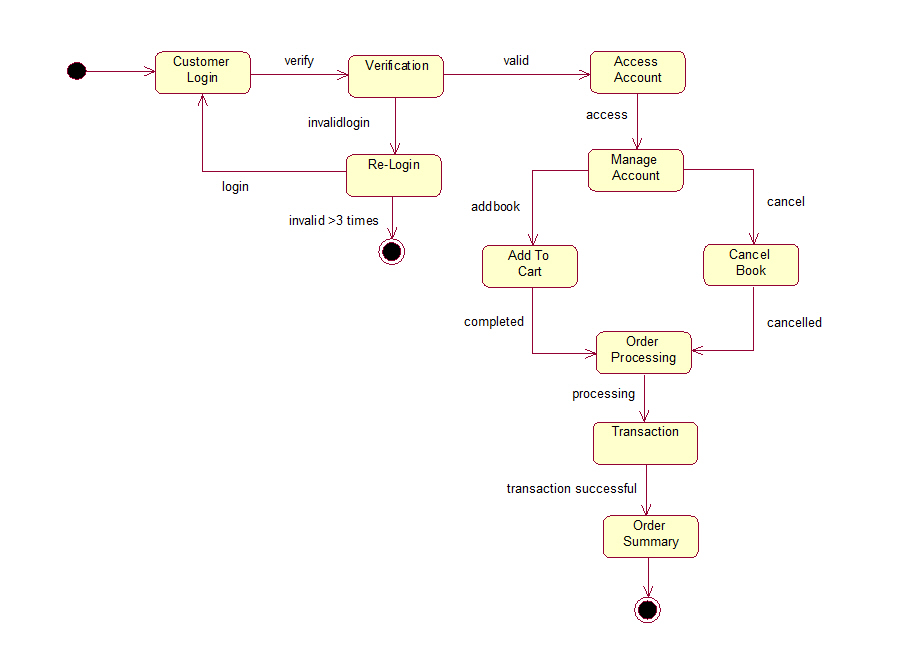 Customer
Login
verify
Verification
valid
Access
Account
invalidlogin
access
Re-Login
Manage
Account
login
addbook
cancel
invalid >3 times
Add To
Cart
Cancel
Book
completed
cancelled
Order
Processing
processing
Transaction
transaction successful
Order
Summary